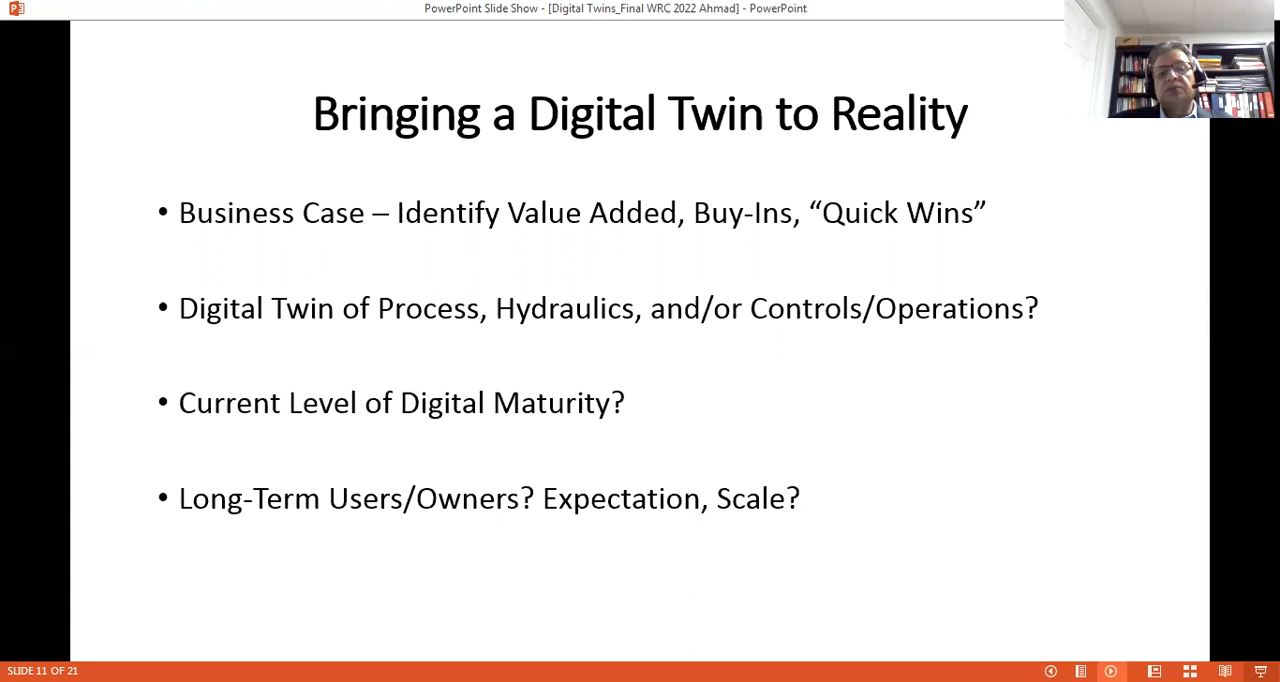 PowerPoint Slide Show - [Digital Twins_Final WRC 2022 Ahmad] - PowerPoint
Bringing a Digital Twin to Reality
• Business Case – Identify Value Added, Buy-Ins, “Quick Wins”
• Digital Twin of Process, Hydraulics, and/or Controls/Operations?
• Current Level of Digital Maturity?
• Long-Term Users/Owners? Expectation, Scale?
SLIDE 11 OF 21